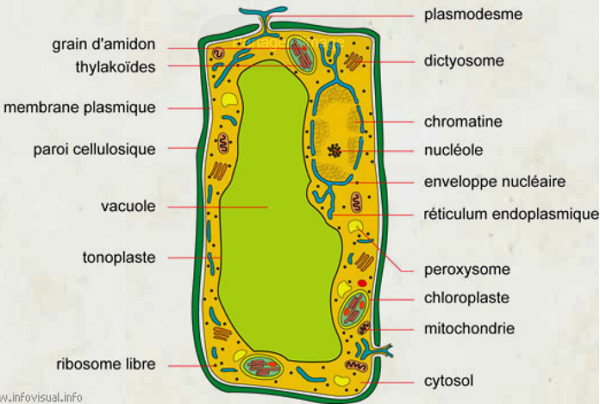 plasmodesme
grain d'amidon
thylakoïdes
dictyosome
membrane plasmique
chromatine
paroi cellulosique
nucléole
enveloppe nucléaire
vacuole
réticulum endoplasmique
tonoplaste
peroxysome
chloroplaste
mitochondrie
ribosome libre
cytosol
w.infovisual.info